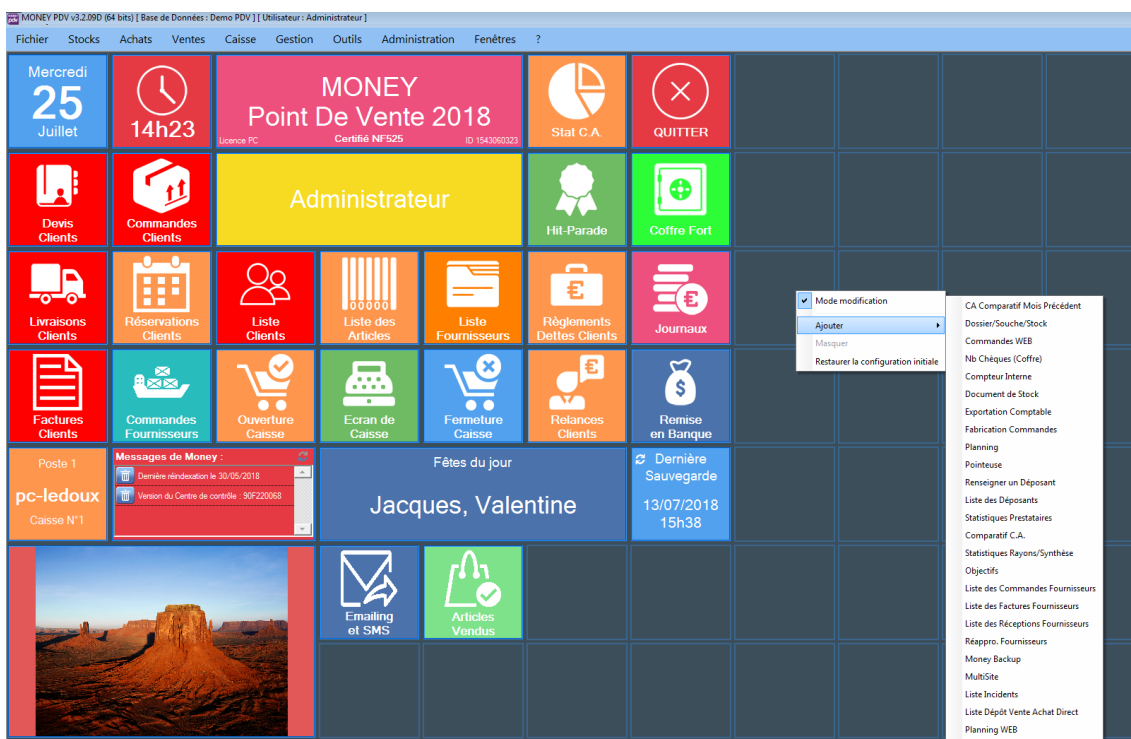 MONEY PDV v3.2.09D (64 bits) [ Base de Données : Demo PDV ] [ Utilisateur : Administrateur ]
Fichier Stocks Achats Ventes Caisse Gestion Outils Administration Fenêtres ?
Mercredi
25
Juillet
14h23
MONEY
Point De Vente 2018
Licence PC Certifié NF525 ID 1543060323
Stat C.A.
QUITTER
Devis
Clients
Commandes
Clients
Administrateur
Hit-Parade
Coffre Fort
Livraisons
Clients
Réservations
Clients
Liste
Clients
Liste des
Articles
Liste
Fournisseurs
Règlements
Dettes Clients
Journaux
Factures
Clients
Commandes
Fournisseurs
Ouverture
Caisse
Ecran de
Caisse
Fermeture
Caisse
Relances
Clients
Remise
en Banque
Poste 1
pc-ledoux
Caisse N°1
Messages de Money :
Dernière réindexation le 30/05/2018
Version du Centre de contrôle : 90F220068
Fêtes du jour
Jacques, Valentine
Dernière
Sauvegarde
13/07/2018
15h38
Emailing
et SMS
Articles
Vendus
Mode modification
Ajouter
Masquer
Restaurer la configuration initiale
CA Comparatif Mois Précédent
Dossier/Souche/Stock
Commandes WEB
Nb Chèques (Coffre)
Compteur Interne
Document de Stock
Exportation Comptable
Fabrication Commandes
Planning
Pointeuse
Renseigner un Déposant
Liste des Déposants
Statistiques Prestataires
Comparatif C.A.
Statistiques Rayons/Synthèse
Objectifs
Liste des Commandes Fournisseurs
Liste des Factures Fournisseurs
Liste des Réceptions Fournisseurs
Réappro. Fournisseurs
Money Backup
MultiSite
Liste Incidents
Liste Dépôt Vente Achat Direct
Planning WEB